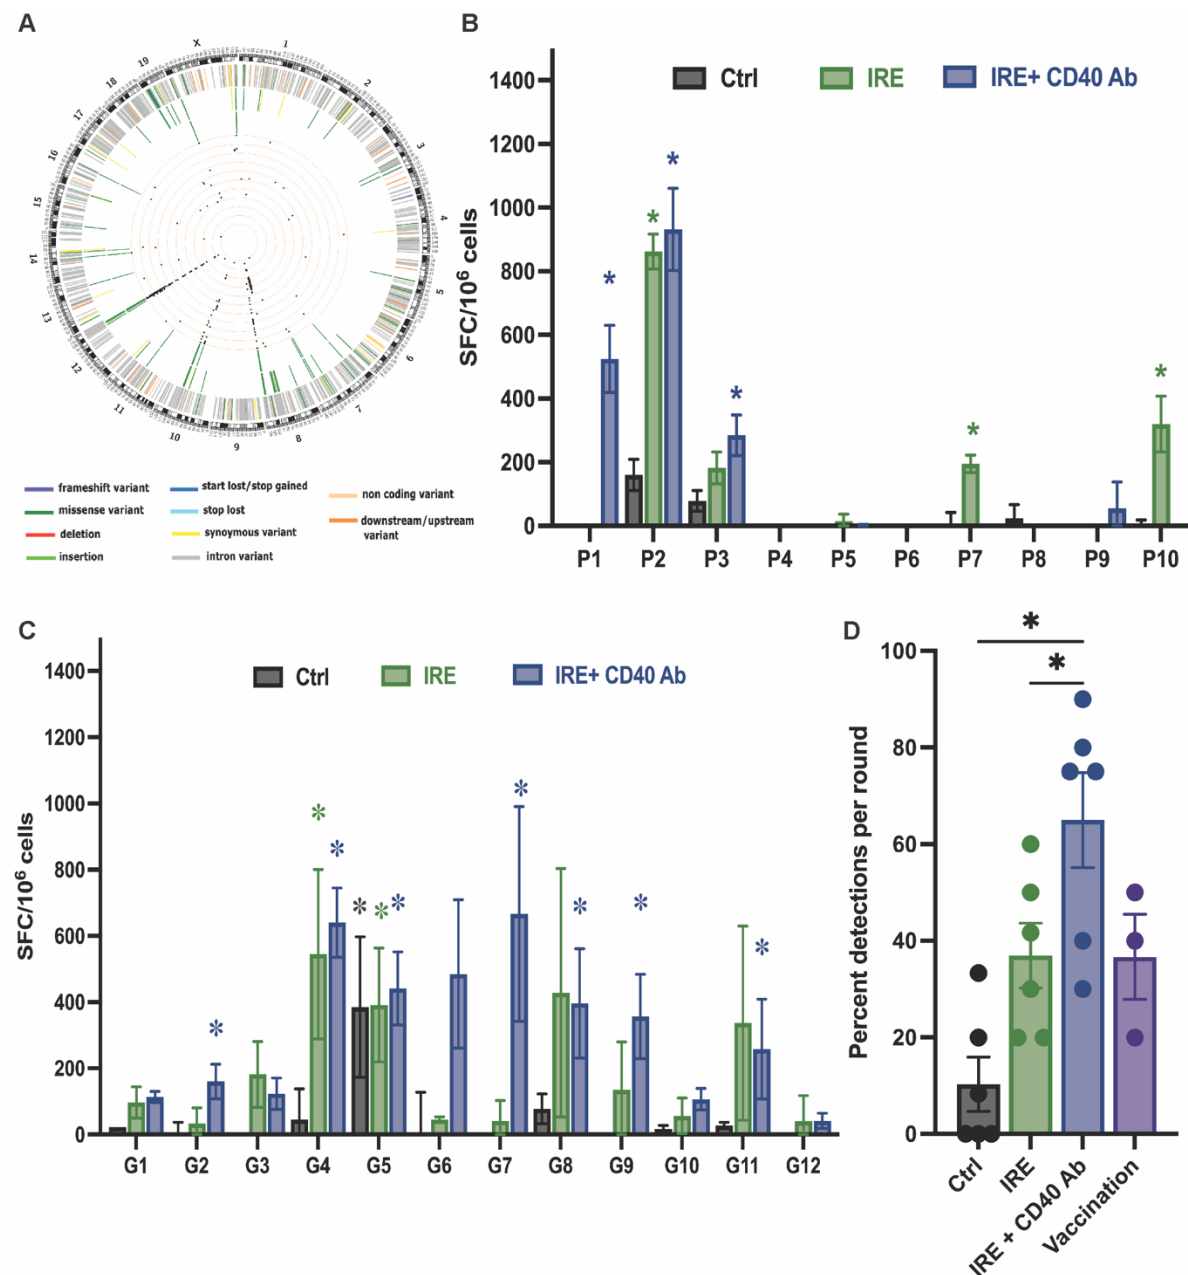 A
X
1
2
3
4
5
6
7
8
9
10
11
12
13
14
15
16
17
18
19
frameshift variant
missense variant
deletion
insertion
start lost/stop gained
stop lost
synoymous variant
intron variant
non coding variant
downstream/upstream
variant
B
Ctrl IRE IRE+ CD40 Ab
SFC/10⁶ cells
1400
1200
1000
800
600
400
200
0
* * * * * * *
P1 P2 P3 P4 P5 P6 P7 P8 P9 P10
C
Ctrl IRE IRE+ CD40 Ab
SFC/10⁶ cells
1400
1200
1000
800
600
400
200
0
* * * * * * * * * *
G1 G2 G3 G4 G5 G6 G7 G8 G9 G10 G11 G12
D
Percent detections per round
100
80
60
40
20
0
*
*
Ctrl
IRE
IRE + CD40 Ab
Vaccination